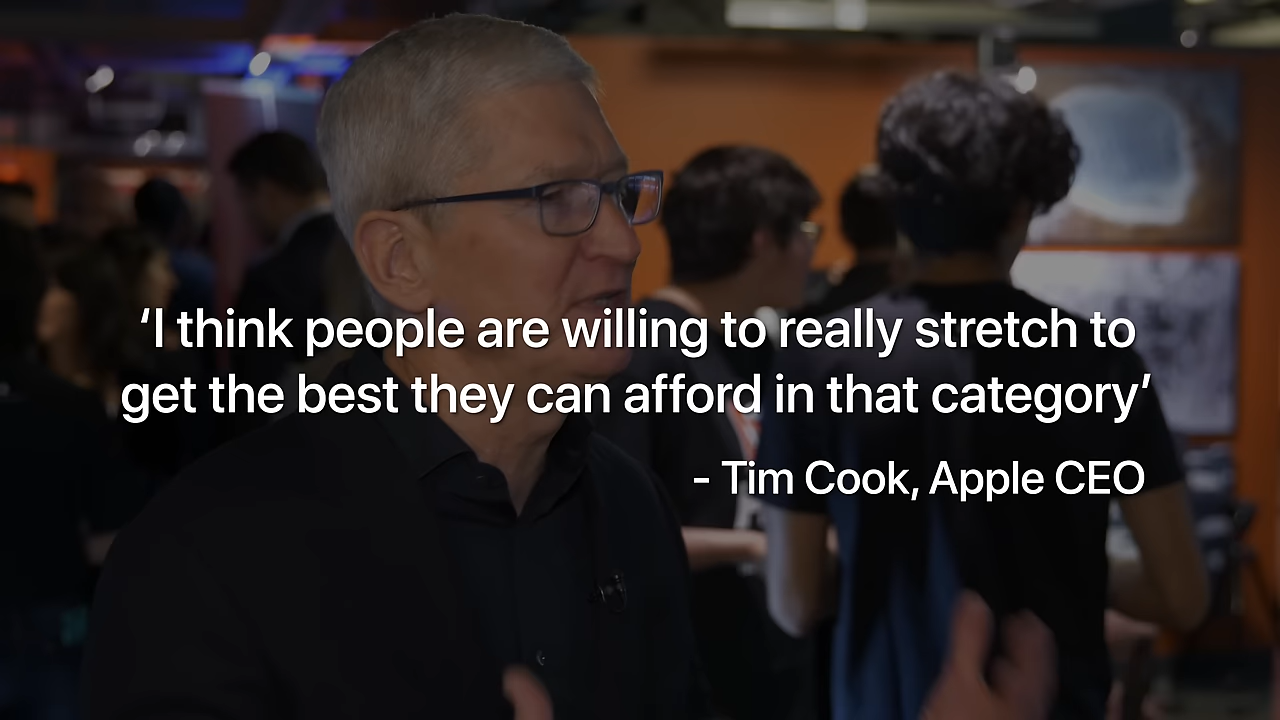 ‘I think people are willing to really stretch to
get the best they can afford in that category’
- Tim Cook, Apple CEO